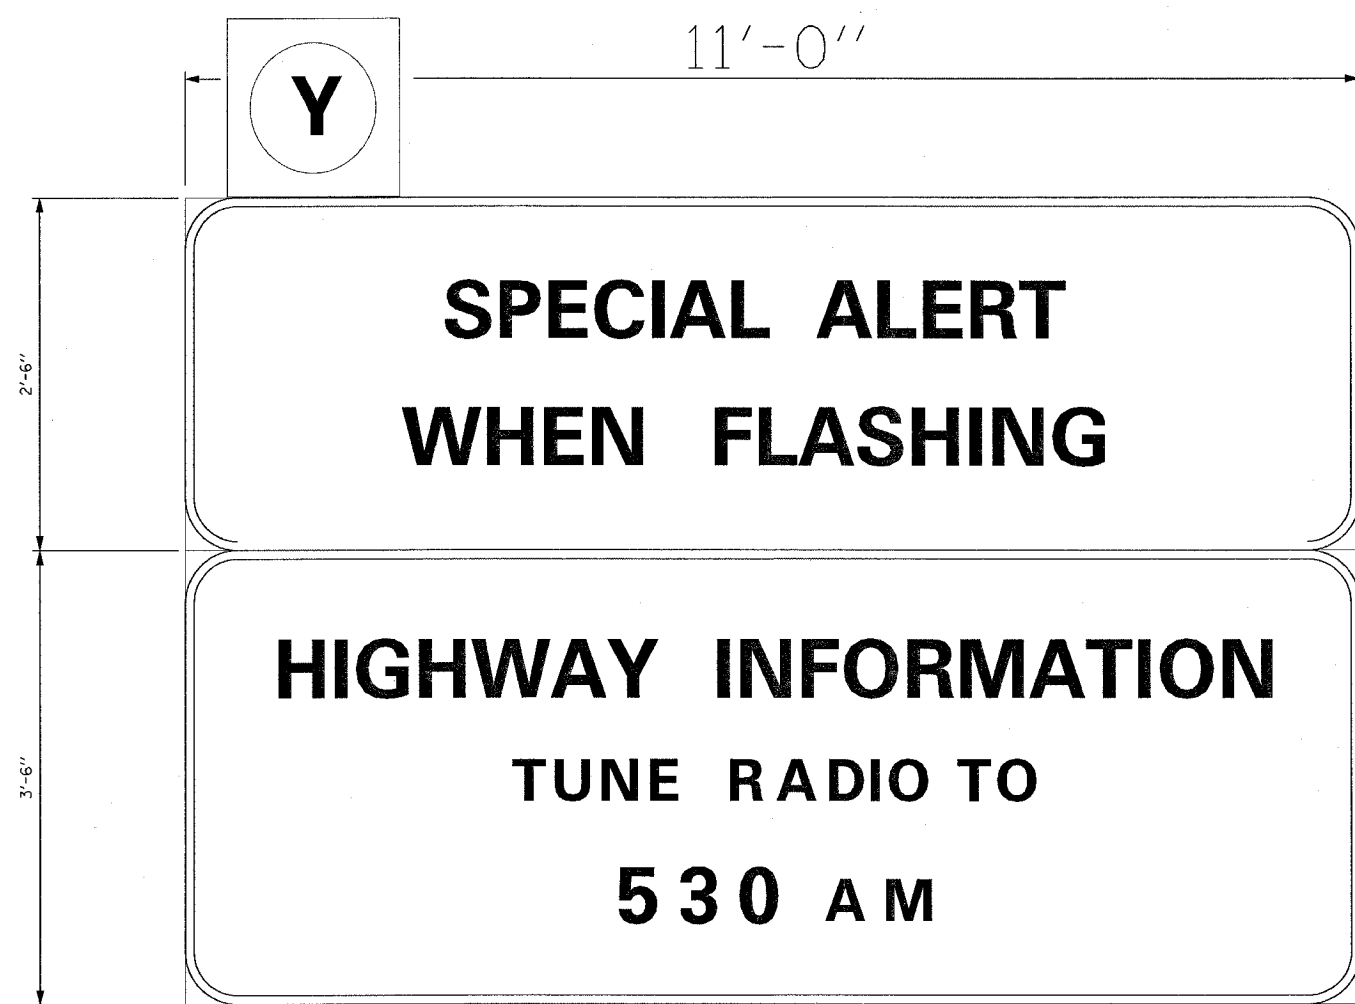 11'-0''
Y
2'-6''
SPECIAL ALERT
WHEN FLASHING
3'-6''
HIGHWAY INFORMATION
TUNE RADIO TO
530 AM